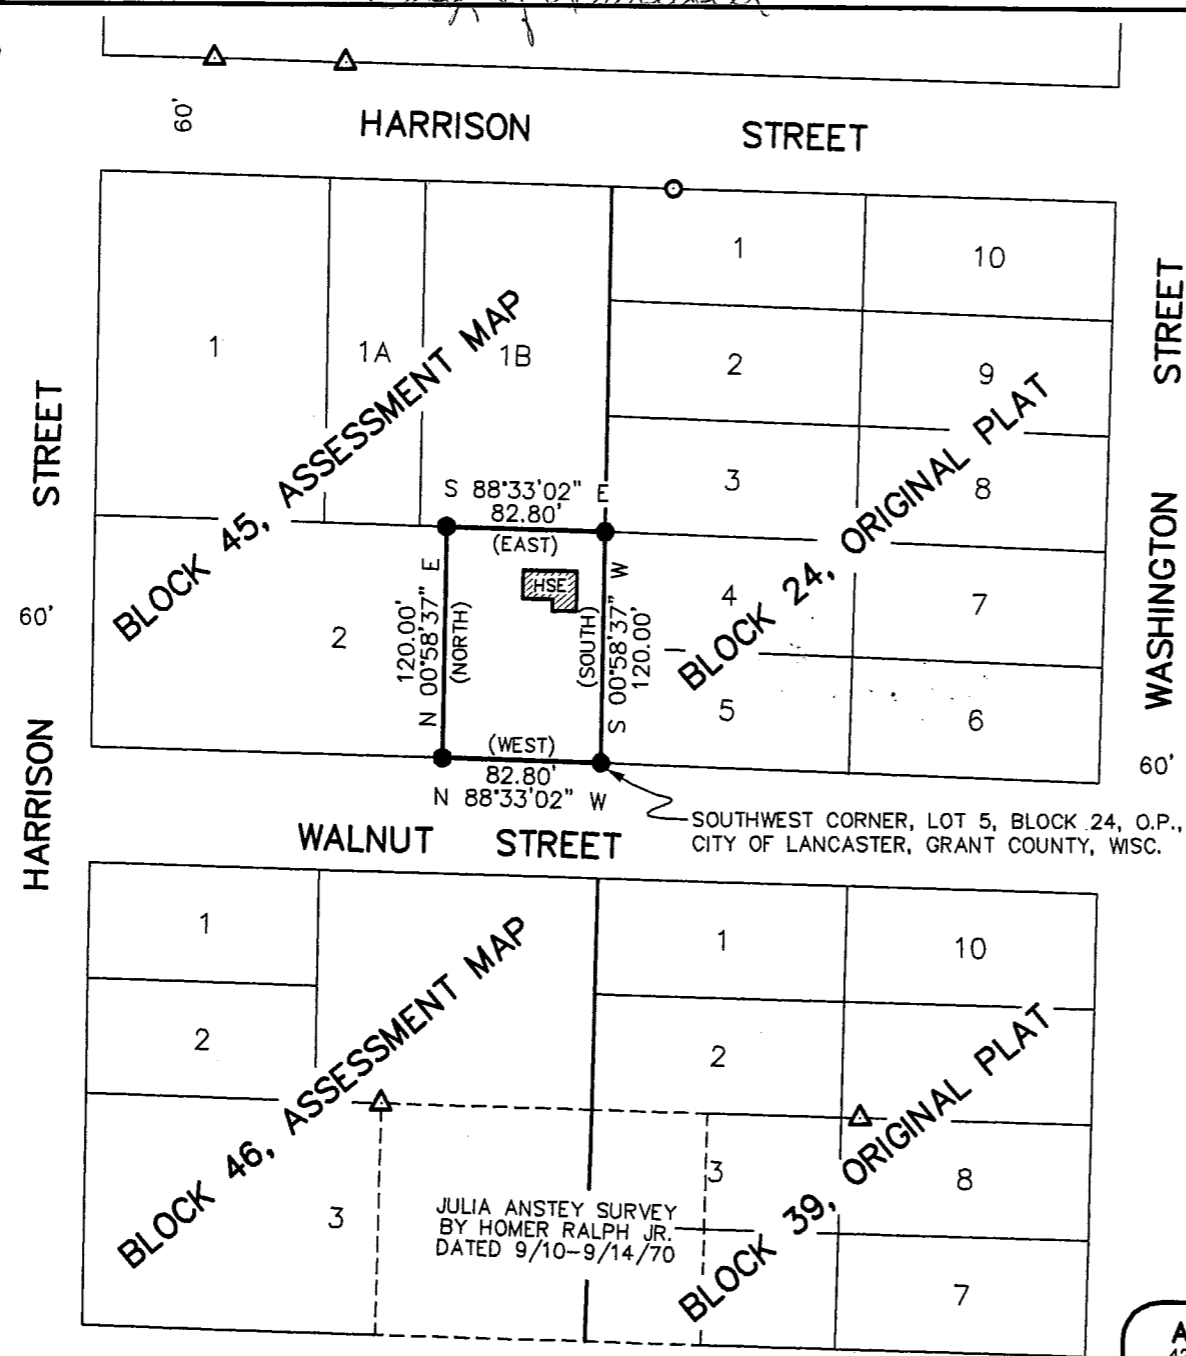 60'
HARRISON STREET
1
1A
1B
1
10
2
9
3
8
4
7
5
6
2
BLOCK 45, ASSESSMENT MAP
BLOCK 24, ORIGINAL PLAT
S 88°33'02" E
82.80'
(EAST)
HSE
N 00°58'37" E
120.00'
(NORTH)
(SOUTH)
S 00°58'37" W
120.00'
(WEST)
82.80'
N 88°33'02" W
HARRISON STREET
60'
WASHINGTON STREET
60'
SOUTHWEST CORNER, LOT 5, BLOCK 24, O.P.,
CITY OF LANCASTER, GRANT COUNTY, WISC.
WALNUT STREET
1
2
3
BLOCK 46, ASSESSMENT MAP
1
10
2
3
8
7
BLOCK 39, ORIGINAL PLAT
JULIA ANSTEY SURVEY
BY HOMER RALPH JR.
DATED 9/10-9/14/70